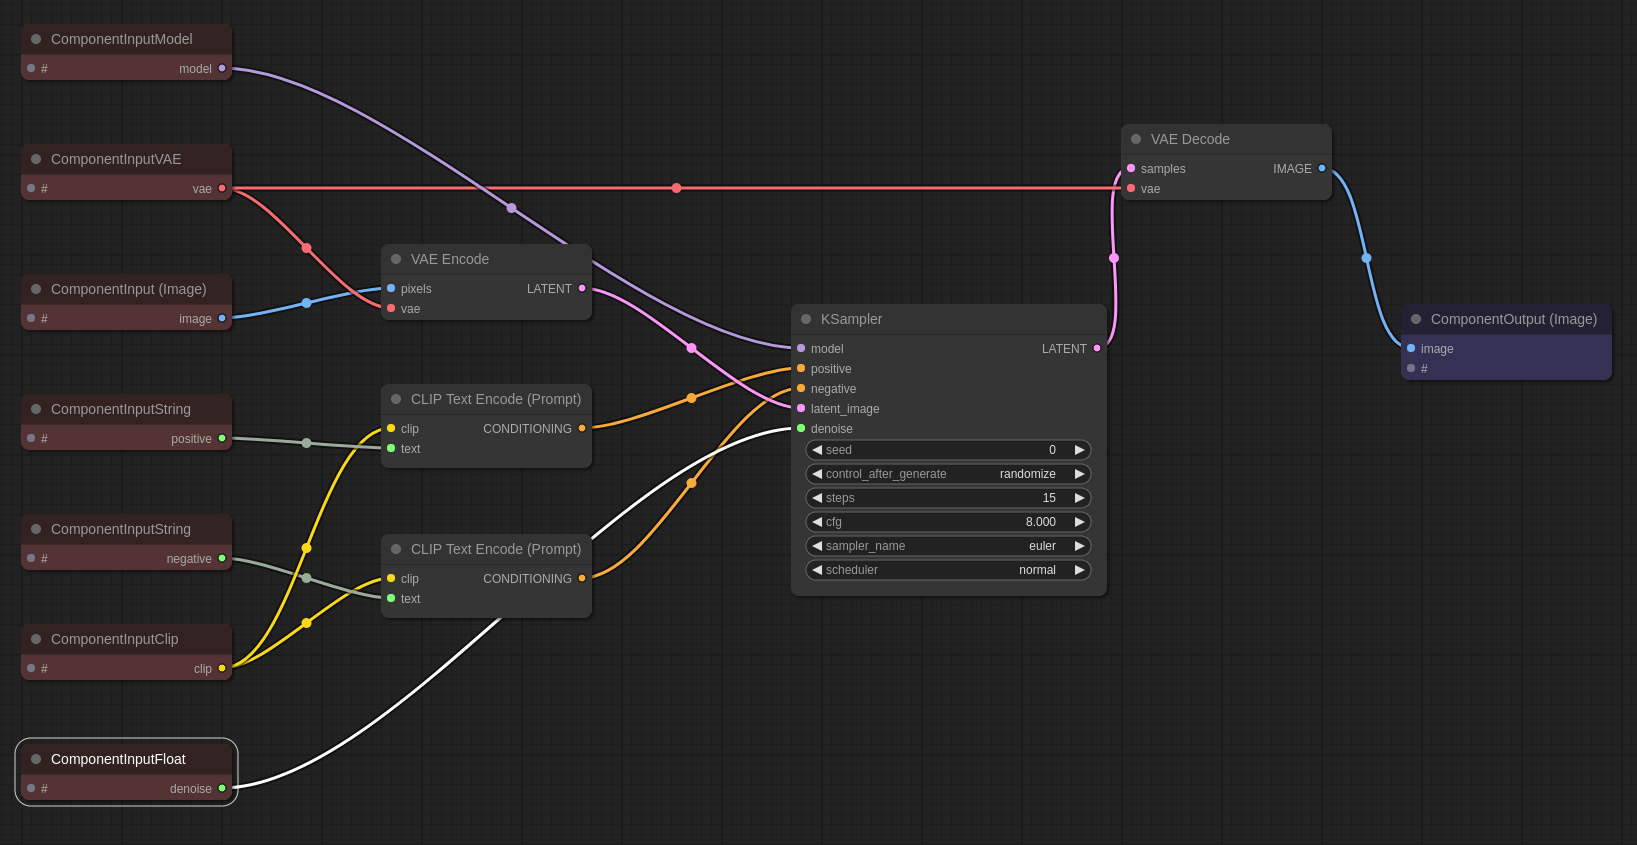 ComponentInputModel
# model
ComponentInputVAE
# vae
ComponentInput (Image)
# image
ComponentInputString
# positive
ComponentInputString
# negative
ComponentInputClip
# clip
ComponentInputFloat
# denoise
VAE Encode
pixels LATENT
vae
CLIP Text Encode (Prompt)
clip CONDITIONING
text
CLIP Text Encode (Prompt)
clip CONDITIONING
text
KSampler
model LATENT
positive
negative
latent_image
denoise
seed 0
control_after_generate randomize
steps 15
cfg 8.000
sampler_name euler
scheduler normal
VAE Decode
samples IMAGE
vae
ComponentOutput (Image)
image
#